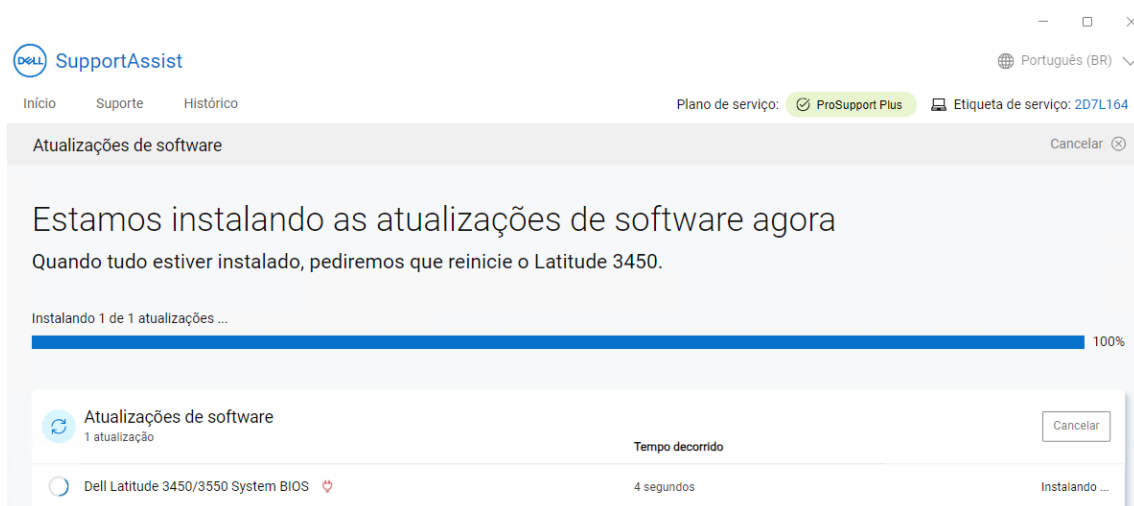 DELL SupportAssist
Português (BR)
Início Suporte Histórico
Plano de serviço: ProSupport Plus Etiqueta de serviço: 2D7L164
Atualizações de software
Cancelar
Estamos instalando as atualizações de software agora
Quando tudo estiver instalado, pediremos que reinicie o Latitude 3450.
Instalando 1 de 1 atualizações ...
100%
Atualizações de software
1 atualização
Cancelar
Tempo decorrido
Dell Latitude 3450/3550 System BIOS 4 segundos Instalando ...